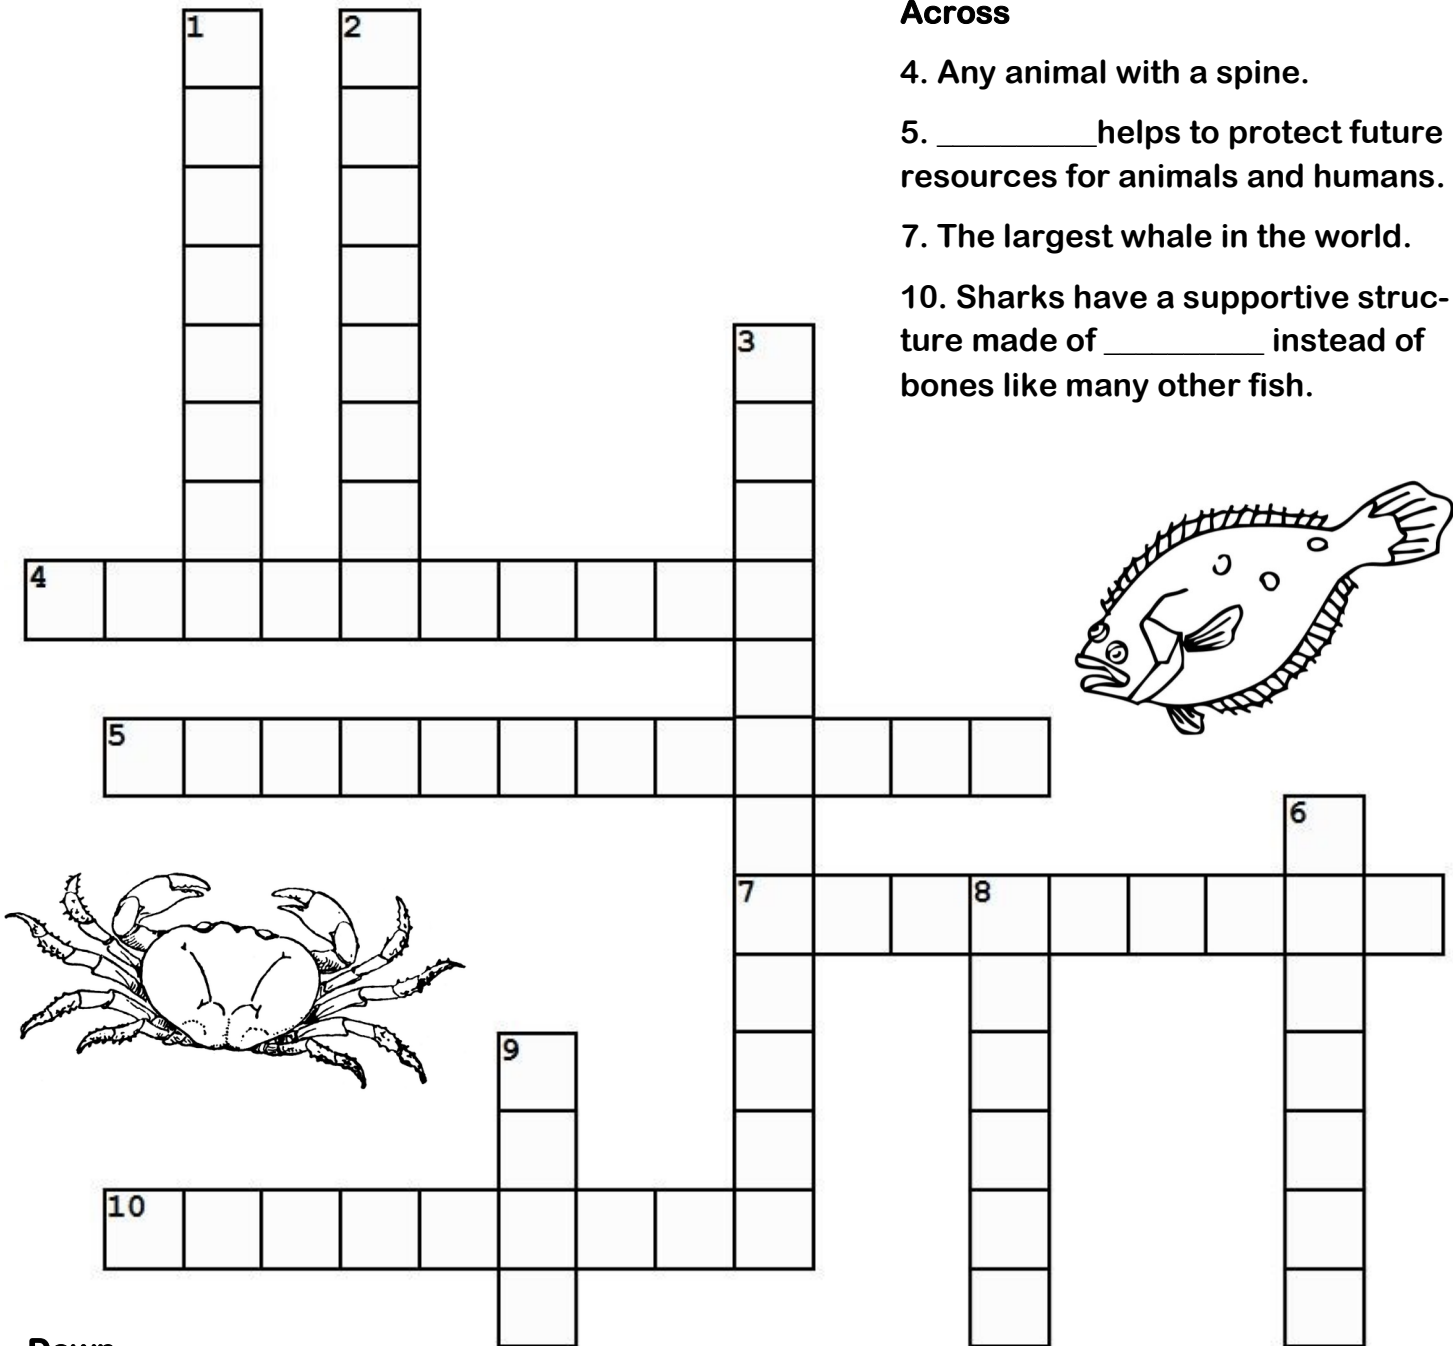 Across
4. Any animal with a spine.
5. __________helps to protect future
resources for animals and humans.
7. The largest whale in the world.
10. Sharks have a supportive struc-
ture made of __________ instead of
bones like many other fish.
1
2
3
4
5
6
7
8
9
10